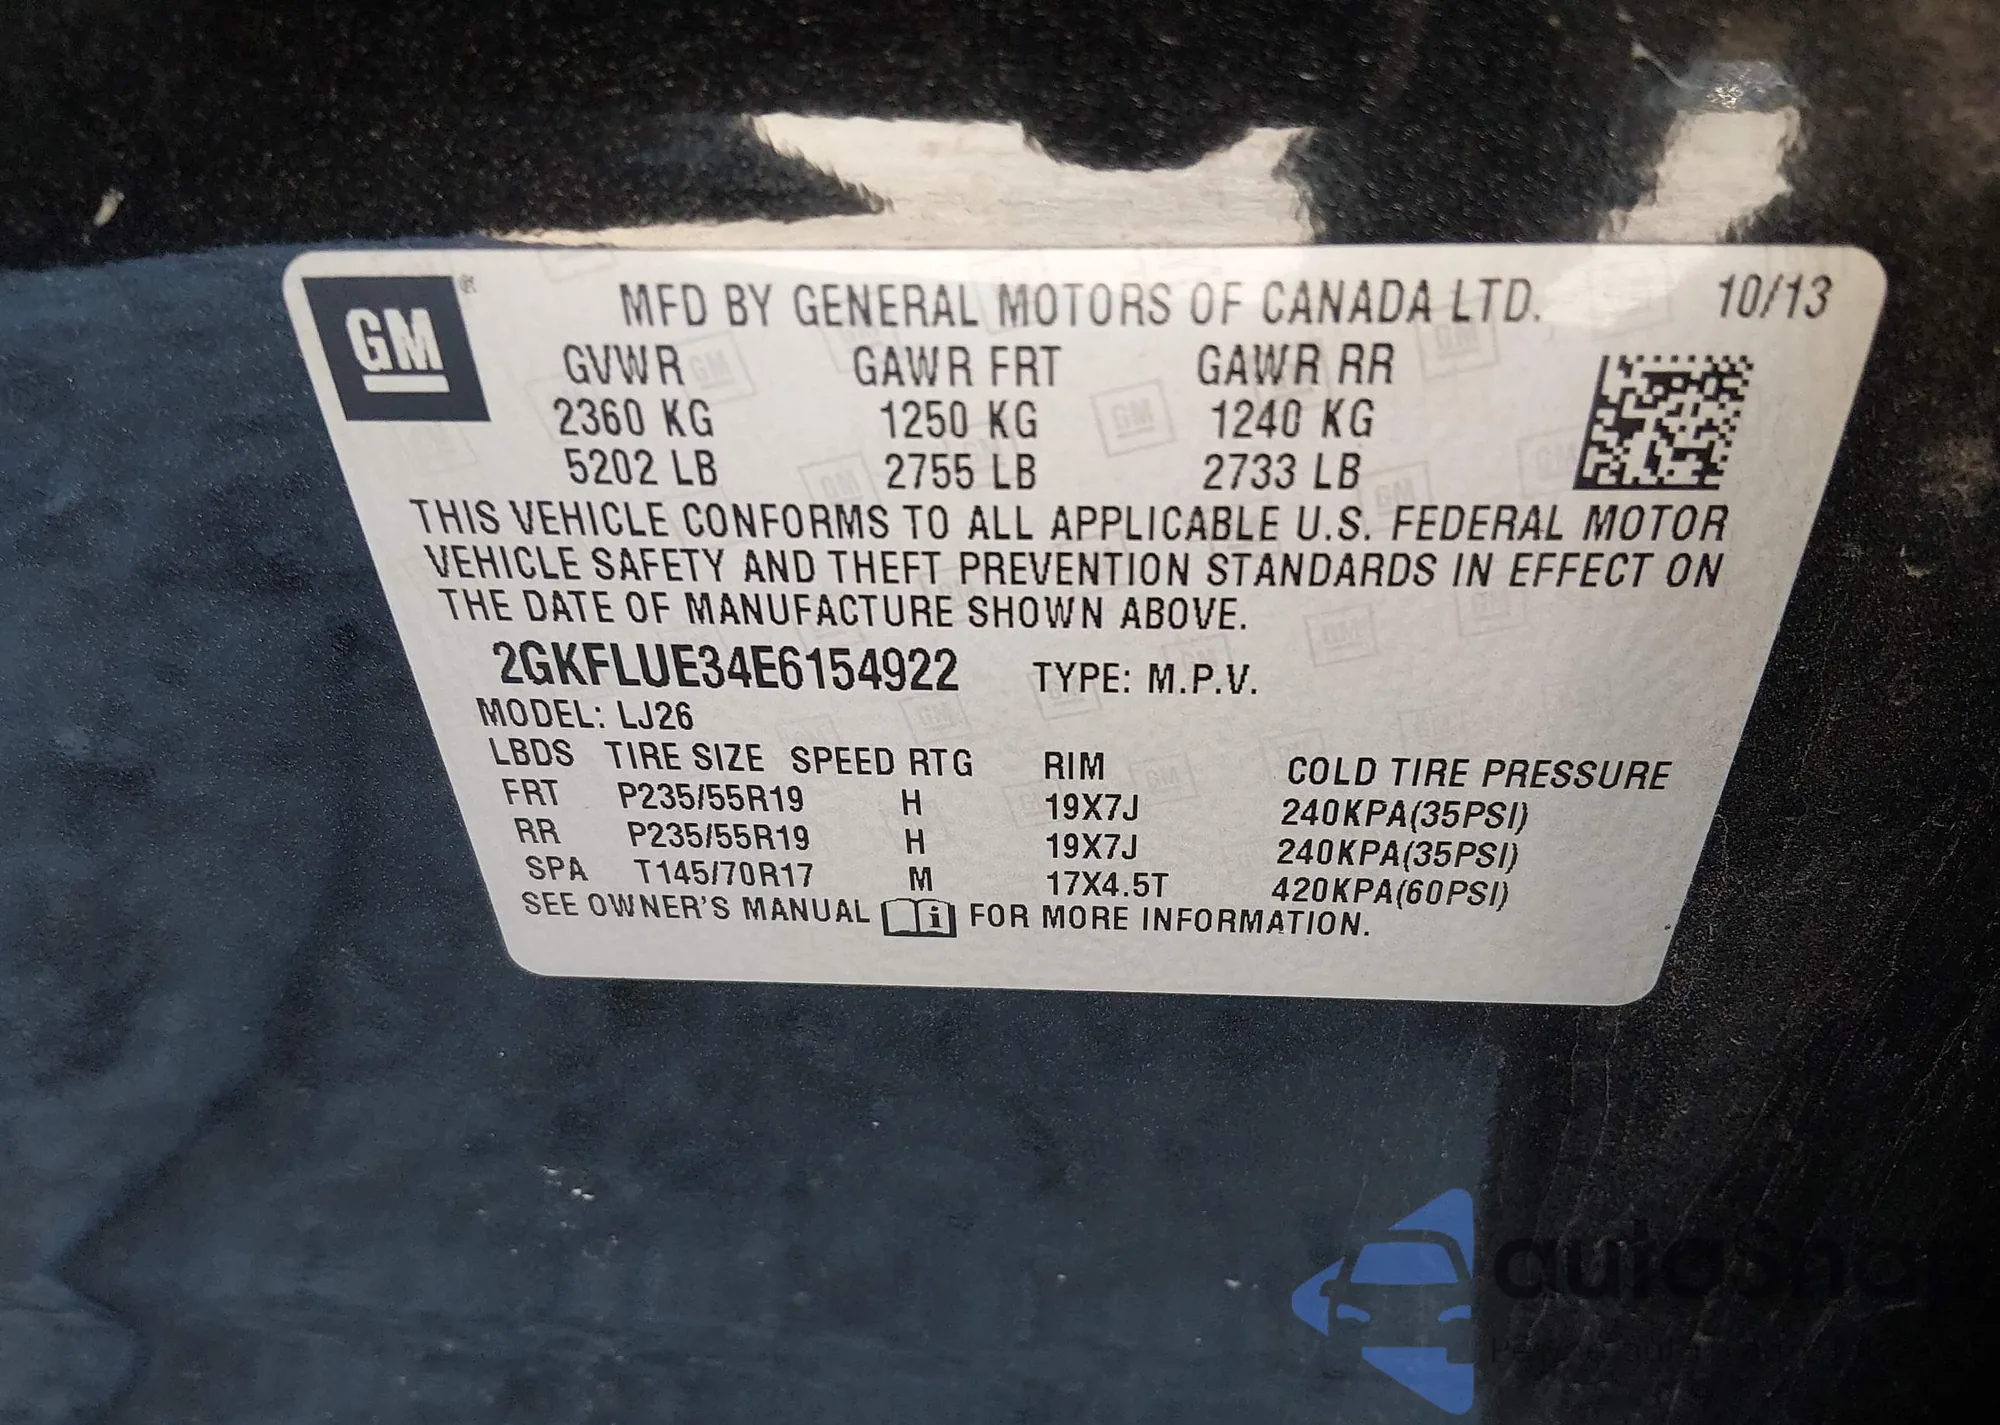 GM
MFD BY GENERAL MOTORS OF CANADA LTD. 10/13
GVWR GAWR FRT GAWR RR
2360 KG 1250 KG 1240 KG
5202 LB 2755 LB 2733 LB
THIS VEHICLE CONFORMS TO ALL APPLICABLE U.S. FEDERAL MOTOR
VEHICLE SAFETY AND THEFT PREVENTION STANDARDS IN EFFECT ON
THE DATE OF MANUFACTURE SHOWN ABOVE.
2GKFLUE34E6154922 TYPE: M.P.V.
MODEL: LJ26
LBDS TIRE SIZE SPEED RTG RIM COLD TIRE PRESSURE
FRT P235/55R19 H 19X7J 240KPA(35PSI)
RR P235/55R19 H 19X7J 240KPA(35PSI)
SPA T145/70R17 M 17X4.5T 420KPA(60PSI)
SEE OWNER'S MANUAL i FOR MORE INFORMATION.